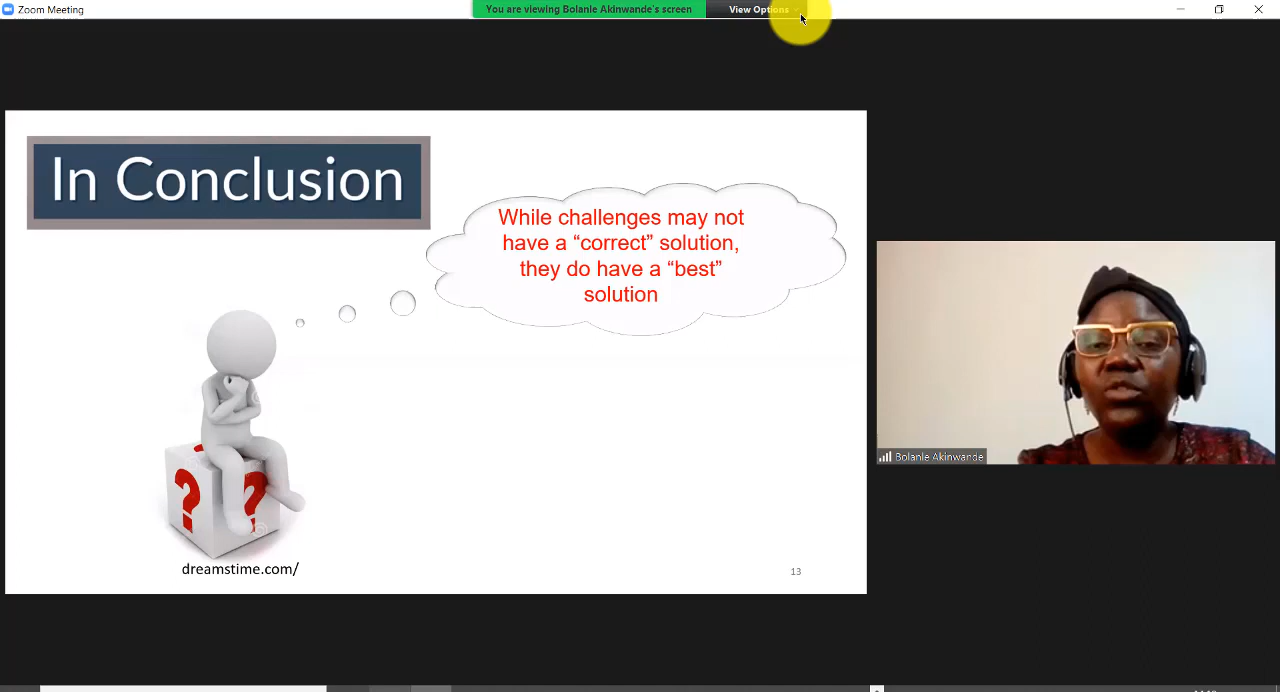 Zoom Meeting
You are viewing Bolanle Akinwande's screen
View Options
In Conclusion
While challenges may not
have a “correct” solution,
they do have a “best”
solution
?
?
dreamstime.com/
13
Bolanle Akinwande